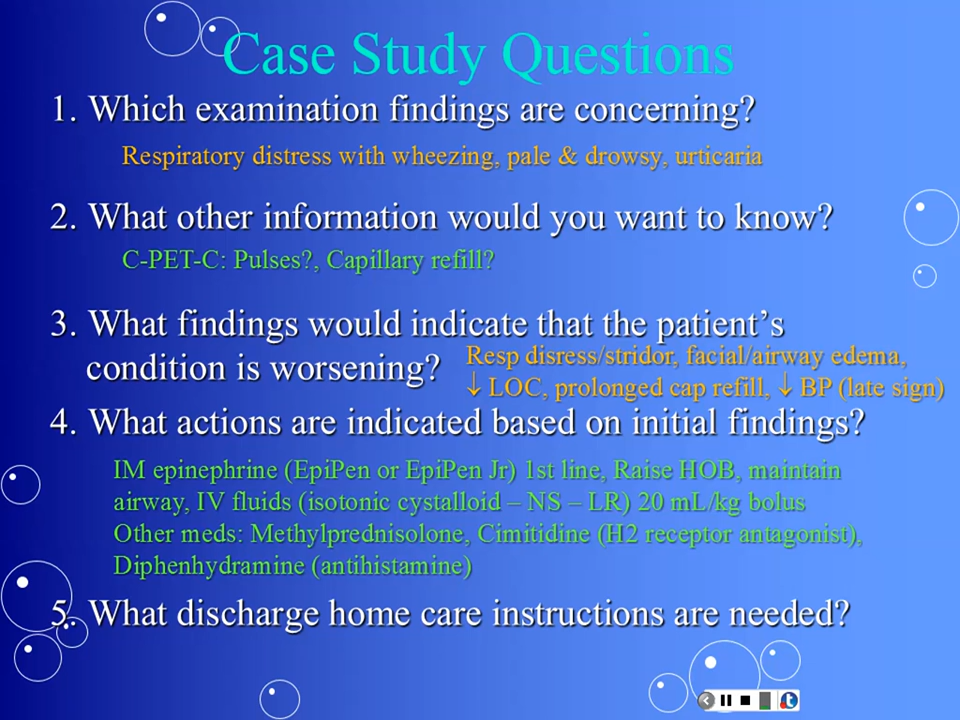 Case Study Questions
1. Which examination findings are concerning?
Respiratory distress with wheezing, pale & drowsy, urticaria
2. What other information would you want to know?
C-PET-C: Pulses?, Capillary refill?
3. What findings would indicate that the patient's
condition is worsening?
Resp disress/stridor, facial/airway edema,
↓ LOC, prolonged cap refill, ↓ BP (late sign)
4. What actions are indicated based on initial findings?
IM epinephrine (EpiPen or EpiPen Jr) 1st line, Raise HOB, maintain
airway, IV fluids (isotonic cystalloid – NS – LR) 20 mL/kg bolus
Other meds: Methylprednisolone, Cimitidine (H2 receptor antagonist),
Diphenhydramine (antihistamine)
5. What discharge home care instructions are needed?
t